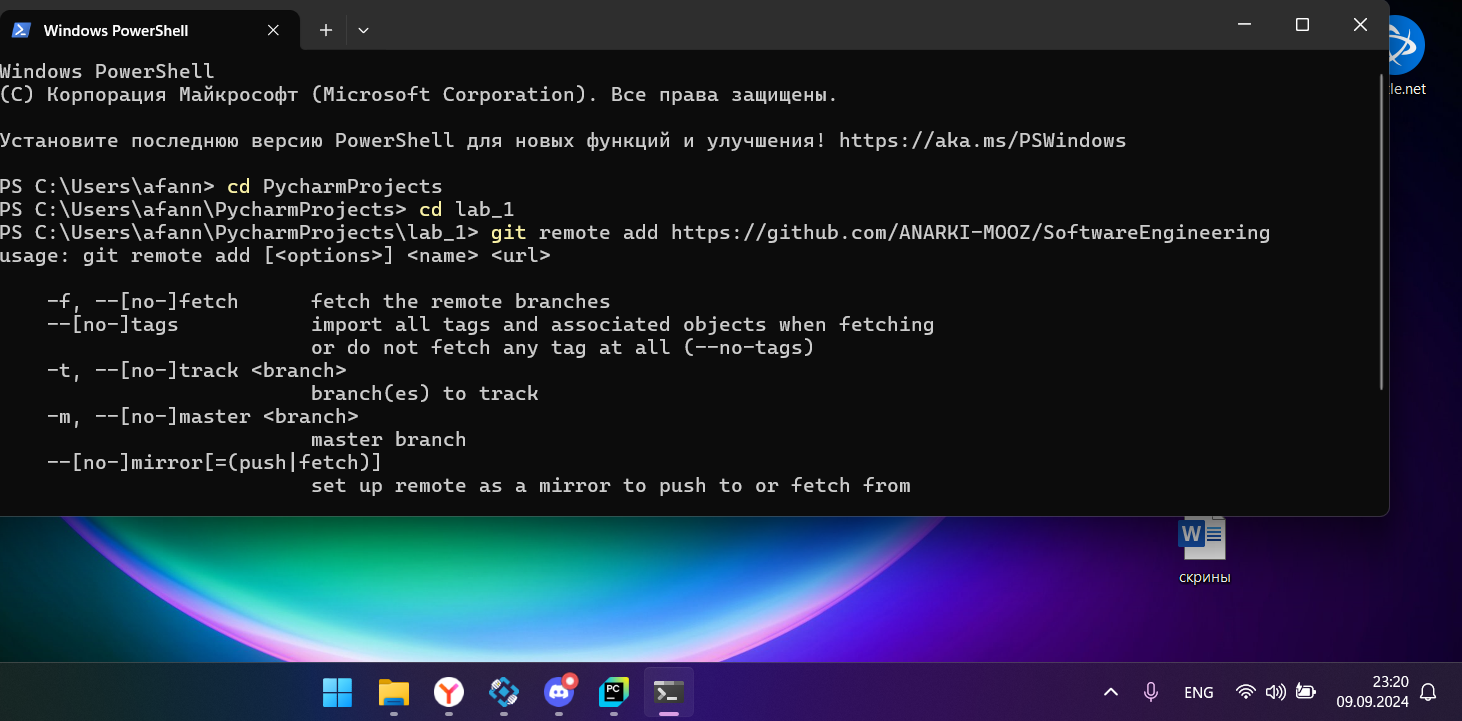 Windows PowerShell
Windows PowerShell
(C) Корпорация Майкрософт (Microsoft Corporation). Все права защищены.
Установите последнюю версию PowerShell для новых функций и улучшения! https://aka.ms/PSWindows
PS C:\Users\afann> cd PycharmProjects
PS C:\Users\afann\PycharmProjects> cd lab_1
PS C:\Users\afann\PycharmProjects\lab_1> git remote add https://github.com/ANARKI-MOOZ/SoftwareEngineering
usage: git remote add [<options>] <name> <url>
-f, --[no-]fetch fetch the remote branches
--[no-]tags import all tags and associated objects when fetching
or do not fetch any tag at all (--no-tags)
-t, --[no-]track <branch>
branch(es) to track
-m, --[no-]master <branch>
master branch
--[no-]mirror[=(push|fetch)]
set up remote as a mirror to push to or fetch from
tle.net
W
скрины
PC
ENG
23:20
09.09.2024